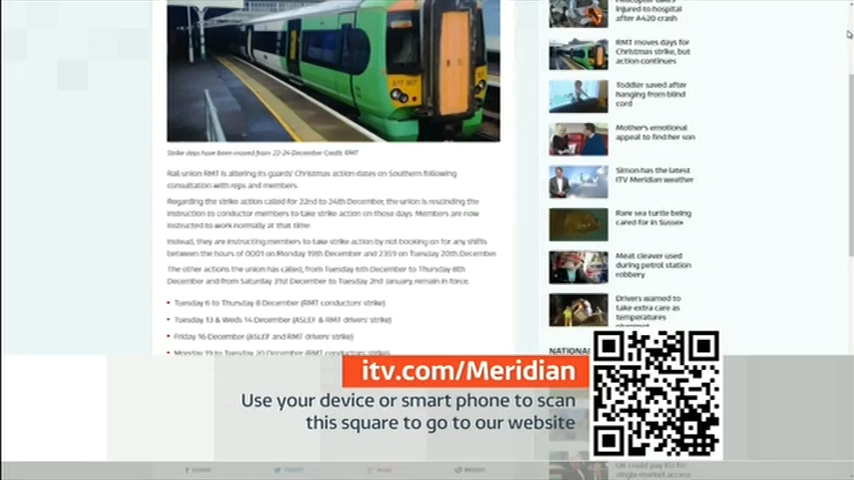 Strike days have been moved from 22-24 December Credit: RMT
Rail union RMT is altering its guards' Christmas action dates on Southern following
consultation with reps and members.
Regarding the strike action called for 22nd to 24th December, the union is rescinding the
instruction to conductor members to take strike action on those days. Members are now
instructed to work normally at that time
Instead, they are instructing members to take strike action by not booking on for any shifts
between the hours of 0001 on Monday 19th December and 2359 on Tuesday 20th December.
The other actions the union has called, from Tuesday 6th December to Thursday 8th
December and from Saturday 31st December to Tuesday 2nd January, remain in force.
Tuesday 6 to Thursday 8 December (RMT conductors' strike)
Tuesday 13 & Weds 14 December (ASLEF & RMT drivers' strike)
Friday 16 December (ASLEF and RMT drivers' strike)
Monday 19 to Tuesday 20 December (RMT conductors' strike)
injured to hospital
after A420 crash
RMT moves days for
Christmas strike, but
action continues
Toddler saved after
hanging from blind
cord
Mother's emotional
appeal to find her son
Simon has the latest
ITV Meridian weather
Rare sea turtle being
cared for in Sussex
Meat cleaver used
during petrol station
robbery
Drivers warned to
take extra care as
temperatures
NATIONAL
itv.com/Meridian
Use your device or smart phone to scan
this square to go to our website
UK could pay EU for
single market access